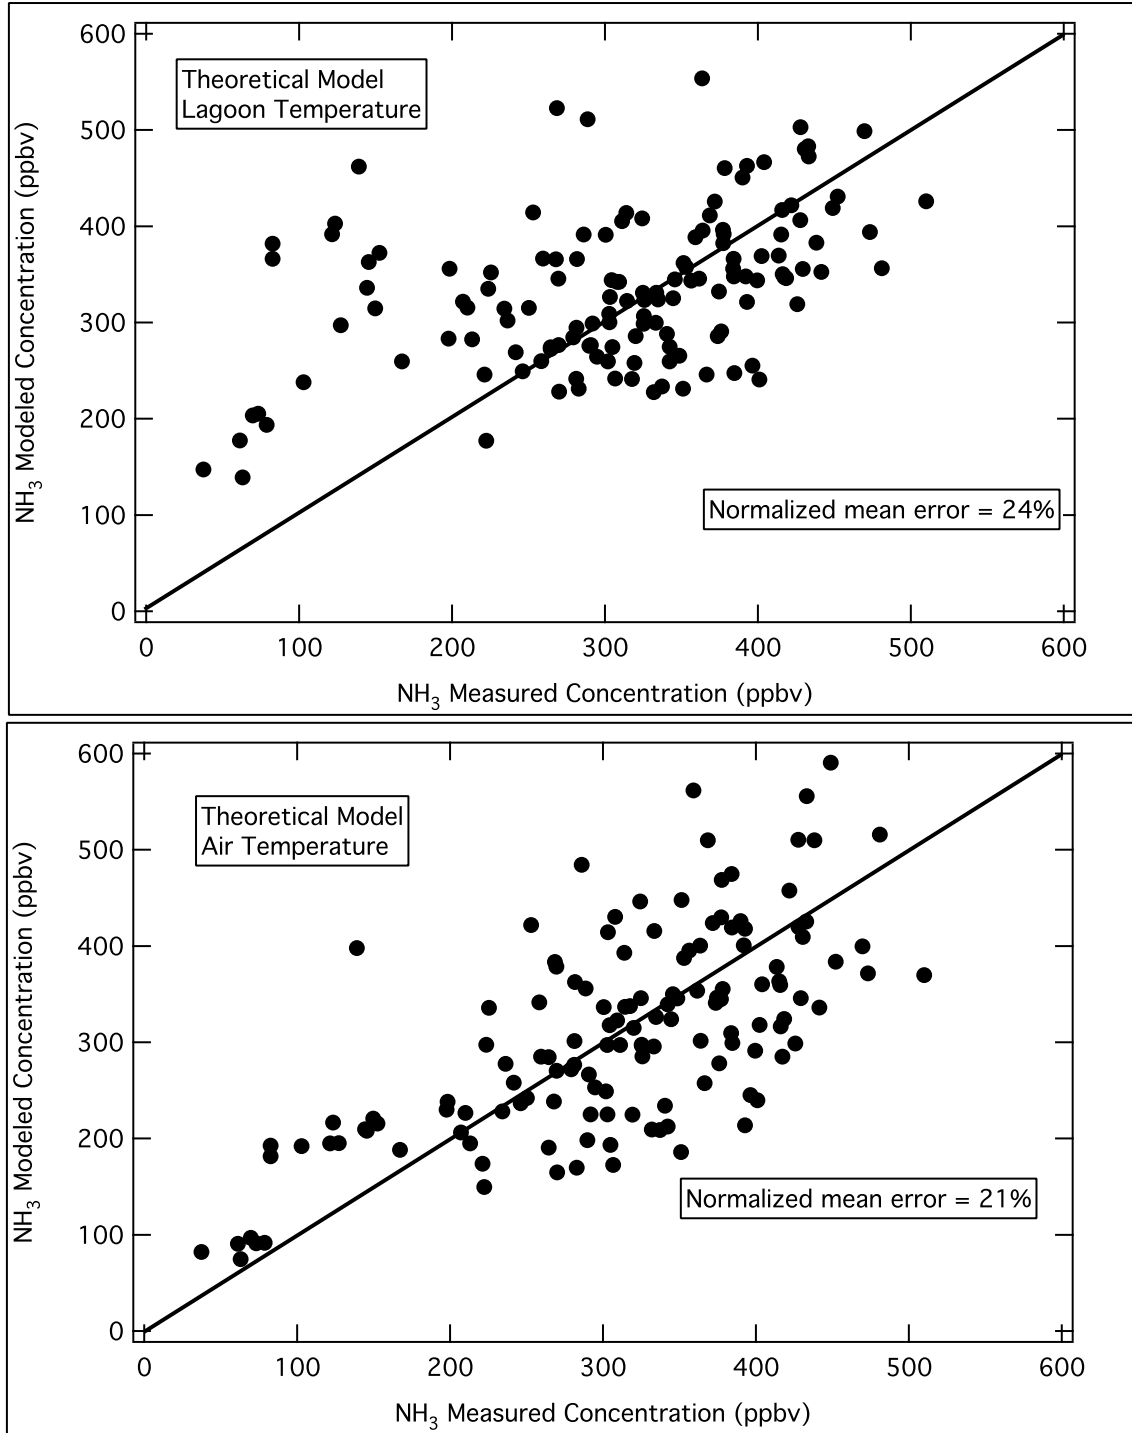 600
500
400
300
200
100
0
NH3 Modeled Concentration (ppbv)
Theoretical Model
Lagoon Temperature
Normalized mean error = 24%
0 100 200 300 400 500 600
NH3 Measured Concentration (ppbv)
600
500
400
300
200
100
0
NH3 Modeled Concentration (ppbv)
Theoretical Model
Air Temperature
Normalized mean error = 21%
0 100 200 300 400 500 600
NH3 Measured Concentration (ppbv)